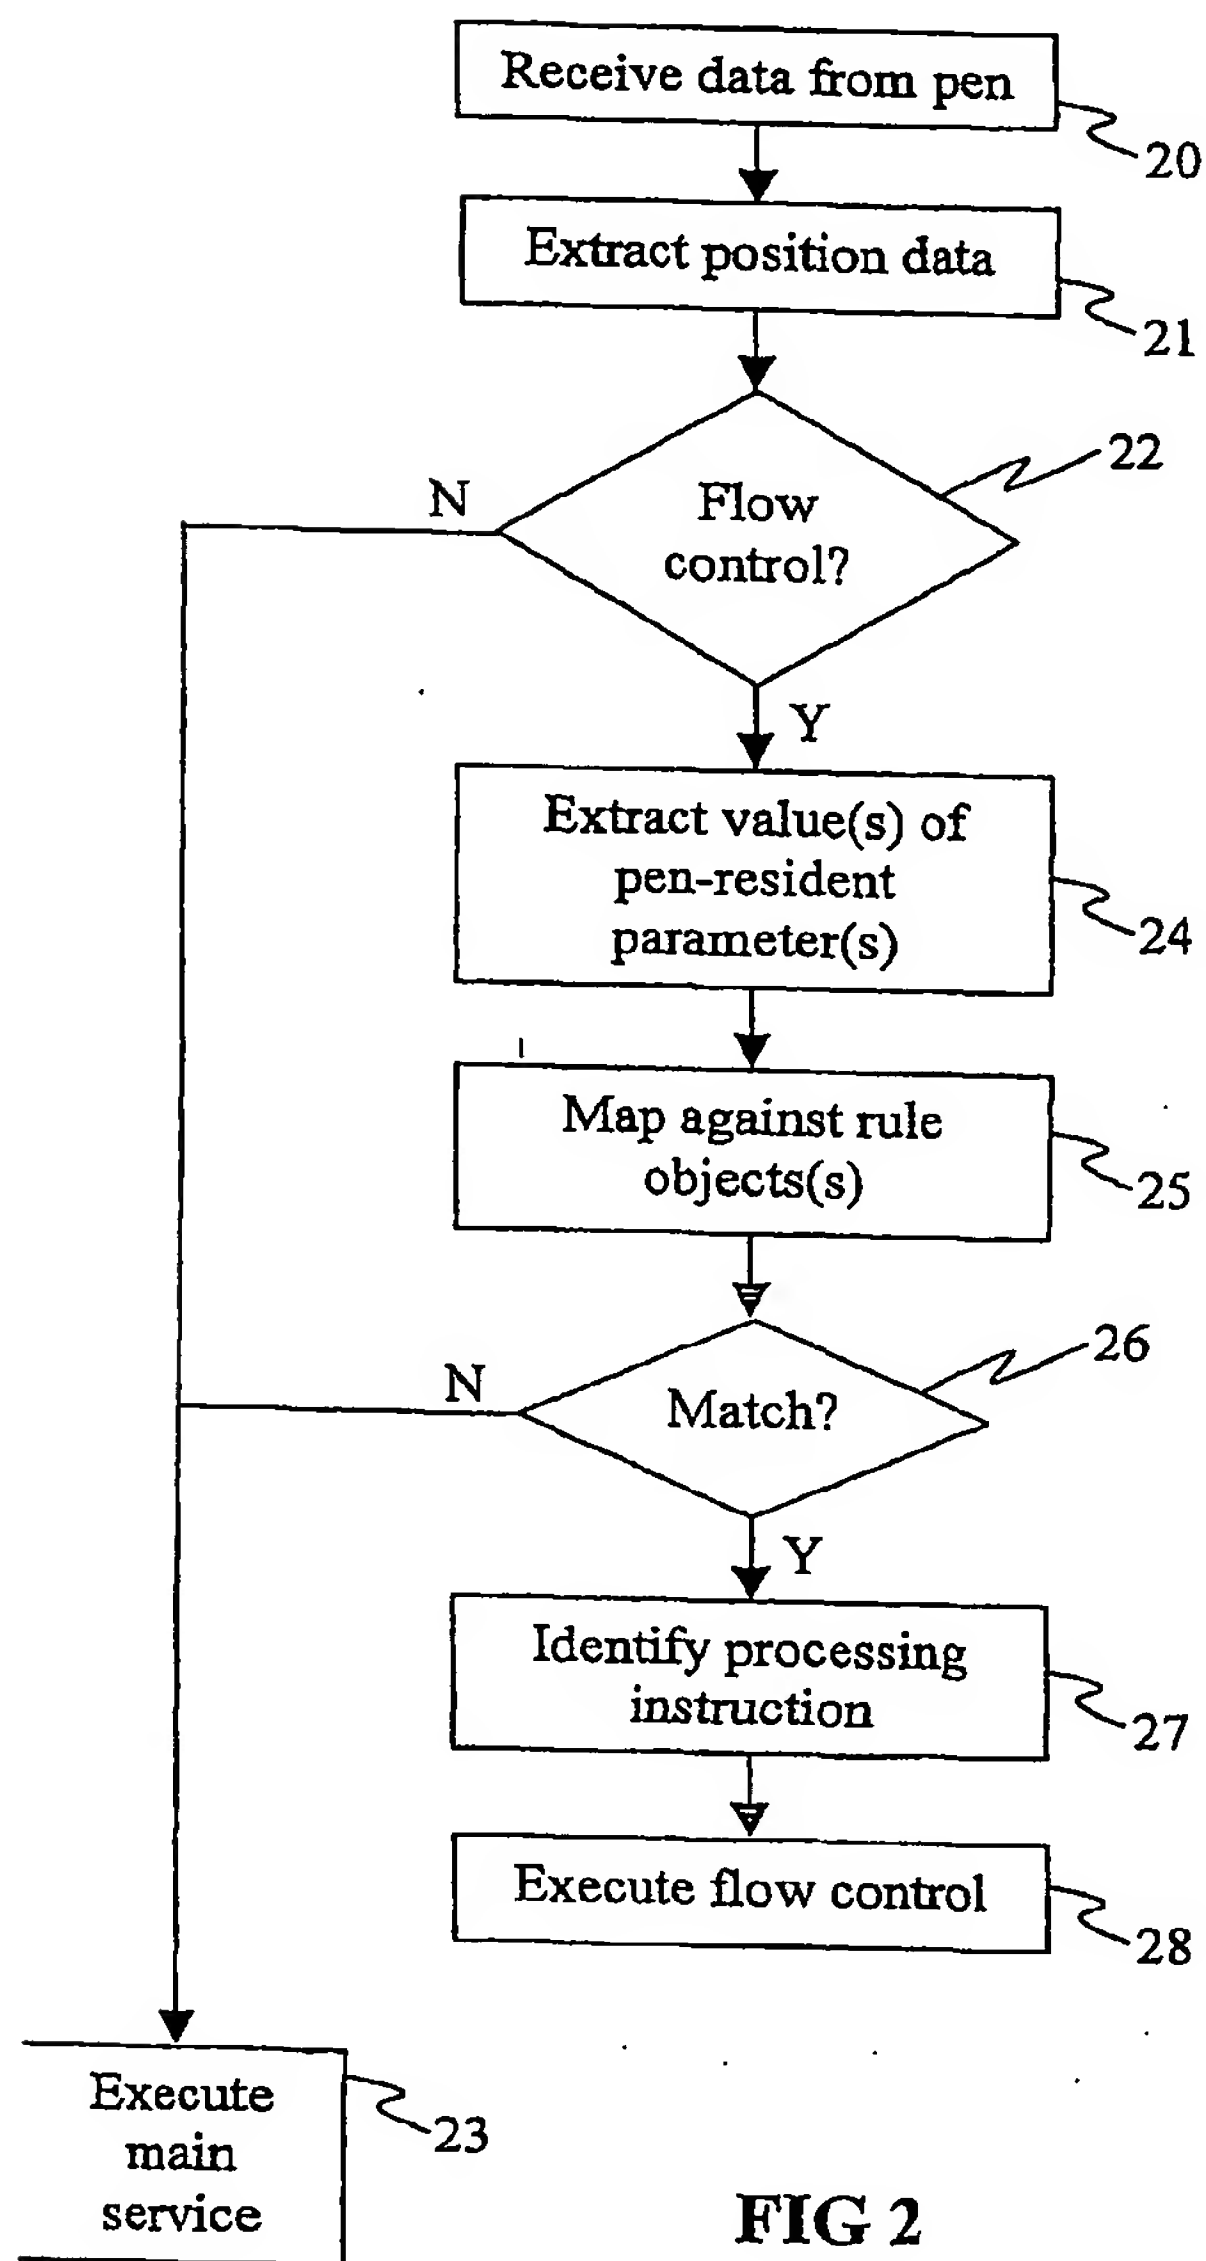 Receive data from pen
20
Extract position data
21
22
N
Flow
control?
Y
Extract value(s) of
pen-resident
parameter(s)
24
Map against rule
objects(s)
25
26
N
Match?
Y
Identify processing
instruction
27
Execute flow control
28
Execute
main
service
23
FIG 2